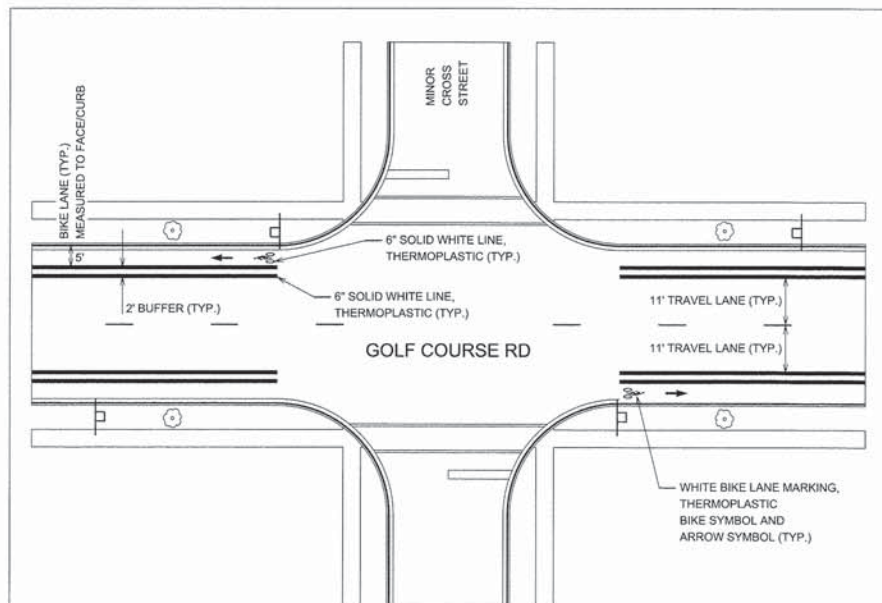 MINOR
CROSS
STREET
BIKE LANE (TYP.)
MEASURED TO FACE/CURB
5'
6" SOLID WHITE LINE,
THERMOPLASTIC (TYP.)
2' BUFFER (TYP.)
6" SOLID WHITE LINE,
THERMOPLASTIC (TYP.)
11' TRAVEL LANE (TYP.)
GOLF COURSE RD
11' TRAVEL LANE (TYP.)
WHITE BIKE LANE MARKING,
THERMOPLASTIC
BIKE SYMBOL AND
ARROW SYMBOL (TYP.)